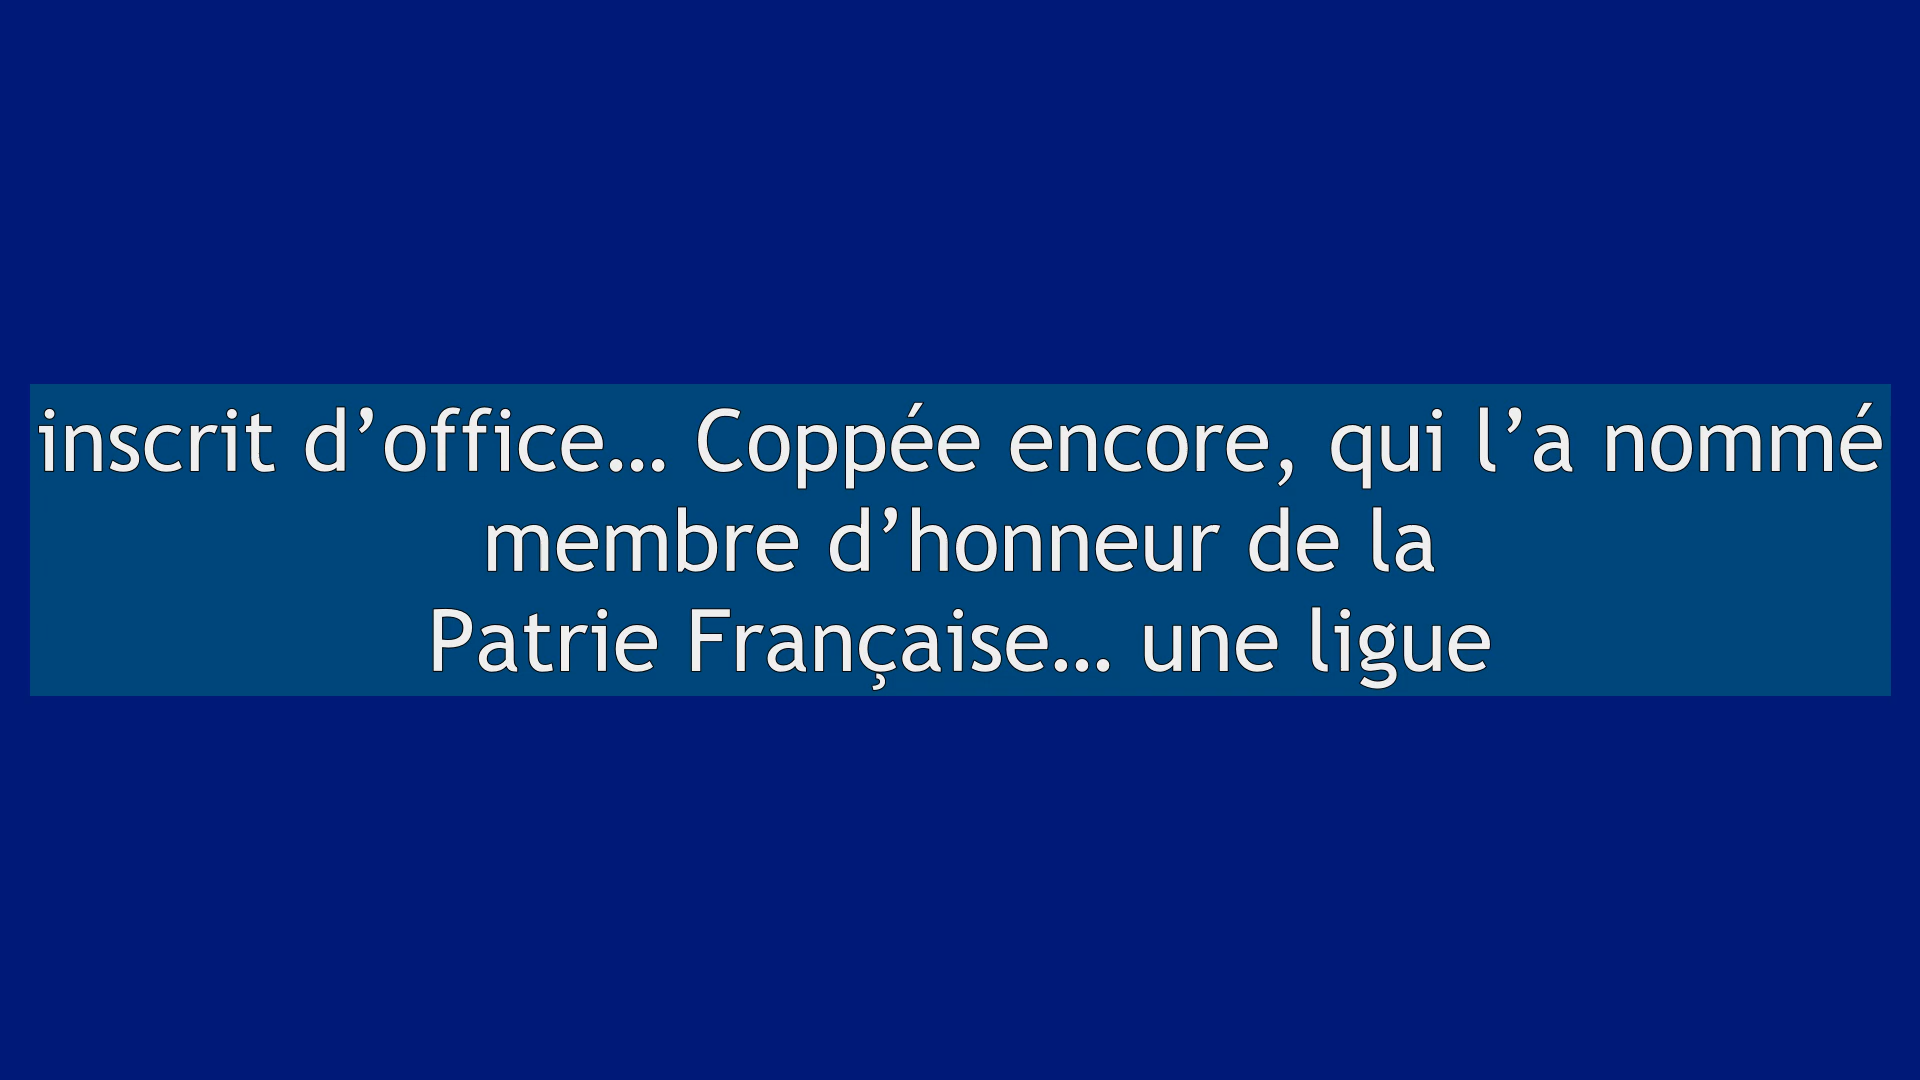 inscrit d’office… Coppée encore, qui l’a nommé
membre d’honneur de la
Patrie Française… une ligue